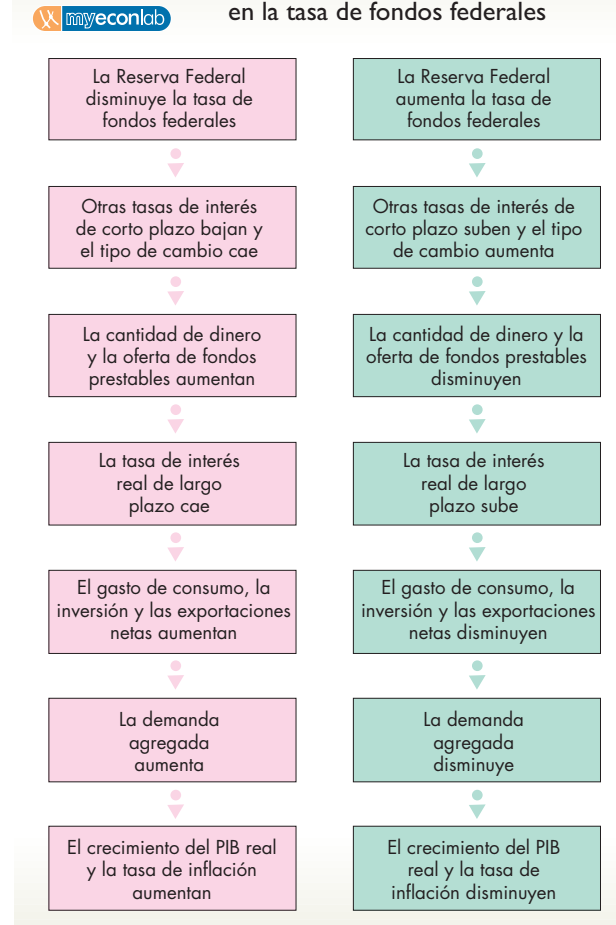 myeconlab
en la tasa de fondos federales
La Reserva Federal
disminuye la tasa de
fondos federales
Otras tasas de interés
de corto plazo bajan y
el tipo de cambio cae
La cantidad de dinero
y la oferta de fondos
prestables aumentan
La tasa de interés
real de largo
plazo cae
El gasto de consumo, la
inversión y las exportaciones
netas aumentan
La demanda
agregada
aumenta
El crecimiento del PIB real
y la tasa de inflación
aumentan
La Reserva Federal
aumenta la tasa de
fondos federales
Otras tasas de interés de
corto plazo suben y el tipo
de cambio aumenta
La cantidad de dinero y la
oferta de fondos prestables
disminuyen
La tasa de interés
real de largo
plazo sube
El gasto de consumo, la
inversión y las exportaciones
netas disminuyen
La demanda
agregada
disminuye
El crecimiento del PIB
real y la tasa de
inflación disminuyen